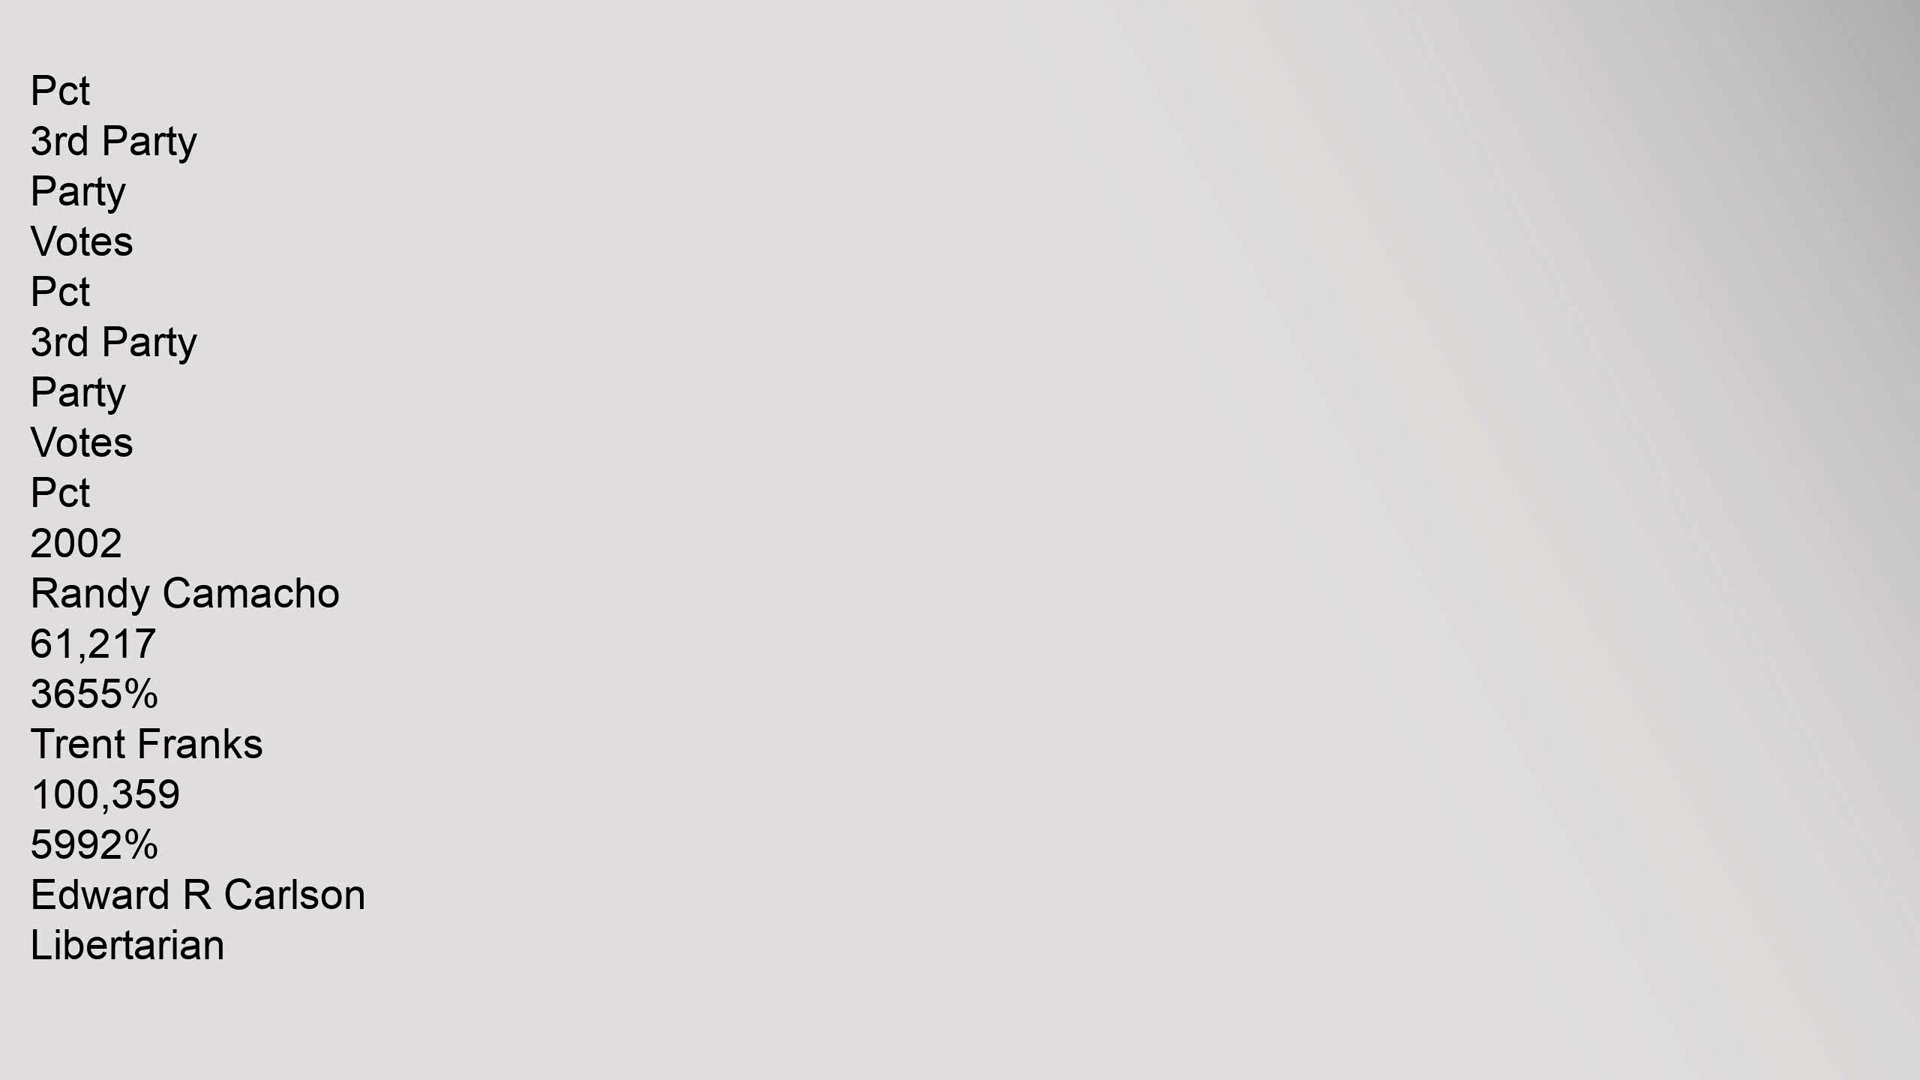 Pct
3rd Party
Party
Votes
Pct
3rd Party
Party
Votes
Pct
2002
Randy Camacho
61,217
3655%
Trent Franks
100,359
5992%
Edward R Carlson
Libertarian